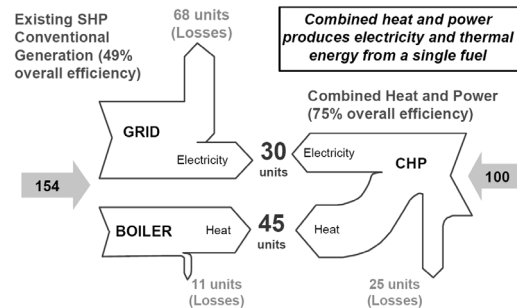 Existing SHP
Conventional
Generation (49%
overall efficiency)
68 units
(Losses)
Combined heat and power
produces electricity and thermal
energy from a single fuel
Combined Heat and Power
(75% overall efficiency)
GRID
Electricity
30
units
Electricity
CHP
154
100
BOILER
Heat
45
units
Heat
11 units
(Losses)
25 units
(Losses)